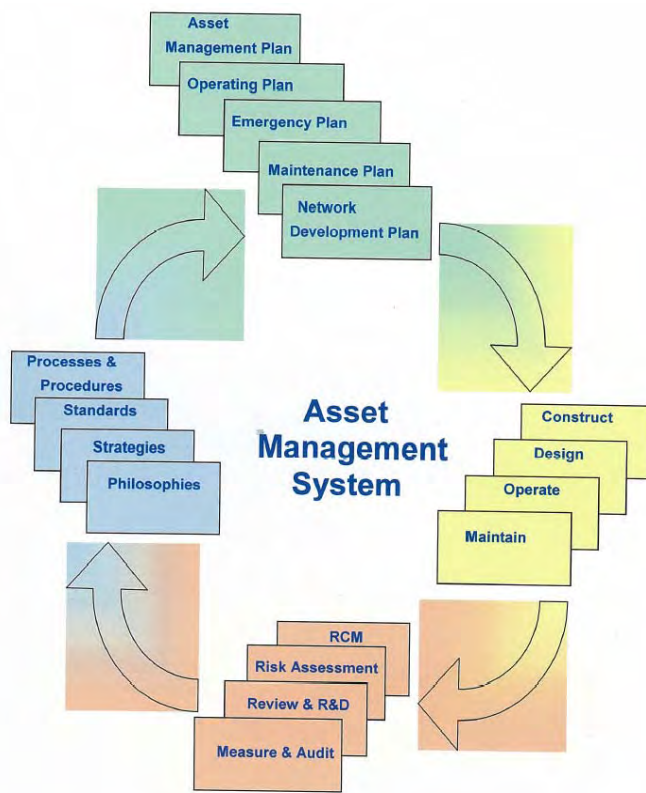 Asset
Management Plan
Operating Plan
Emergency Plan
Maintenance Plan
Network
Development Plan
Processes &
Procedures
Standards
Strategies
Philosophies
Asset
Management
System
Construct
Design
Operate
Maintain
RCM
Risk Assessment
Review & R&D
Measure & Audit